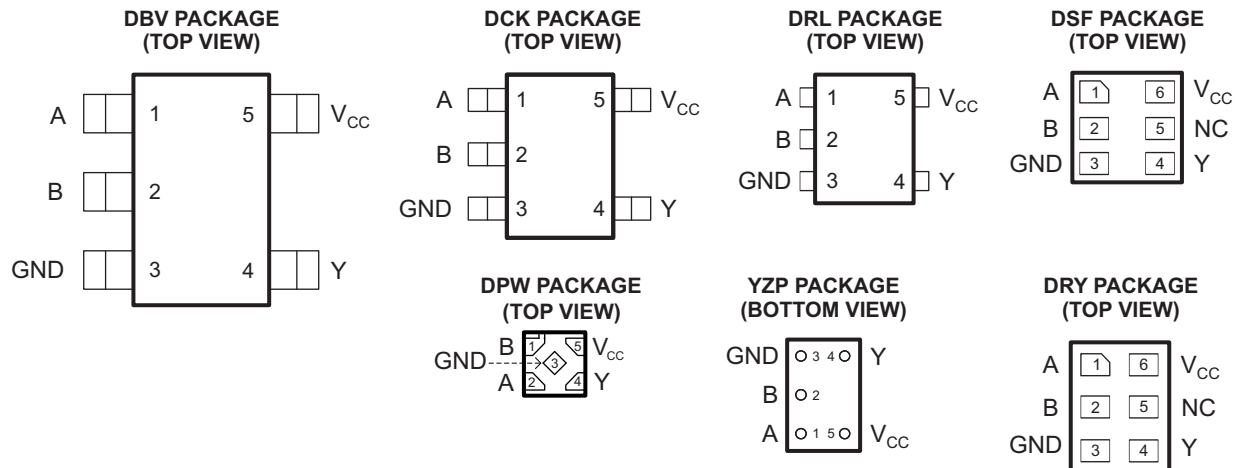 DBV PACKAGE
(TOP VIEW)
A 1 5 VCC
B 2
GND 3 4 Y
DCK PACKAGE
(TOP VIEW)
A 1 5 VCC
B 2
GND 3 4 Y
DRL PACKAGE
(TOP VIEW)
A 1 5 VCC
B 2
GND 3 4 Y
DSF PACKAGE
(TOP VIEW)
A 1 6 VCC
B 2 5 NC
GND 3 4 Y
DPW PACKAGE
(TOP VIEW)
B 1 5 VCC
GND 3
A 2 4 Y
YZP PACKAGE
(BOTTOM VIEW)
GND 3 4 Y
B 2
A 1 5 VCC
DRY PACKAGE
(TOP VIEW)
A 1 6 VCC
B 2 5 NC
GND 3 4 Y